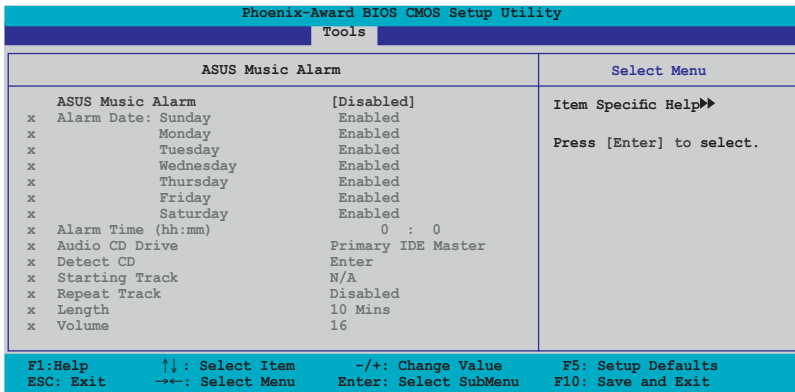 Phoenix-Award BIOS CMOS Setup Utility
Tools
ASUS Music Alarm
Select Menu
ASUS Music Alarm [Disabled]
x Alarm Date: Sunday Enabled
x Monday Enabled
x Tuesday Enabled
x Wednesday Enabled
x Thursday Enabled
x Friday Enabled
x Saturday Enabled
x Alarm Time (hh:mm) 0 : 0
x Audio CD Drive Primary IDE Master
x Detect CD Enter
x Starting Track N/A
x Repeat Track Disabled
x Length 10 Mins
x Volume 16
Item Specific Help▶▶
Press [Enter] to select.
F1:Help ↑↓: Select Item -/+: Change Value F5: Setup Defaults
ESC: Exit →←: Select Menu Enter: Select SubMenu F10: Save and Exit